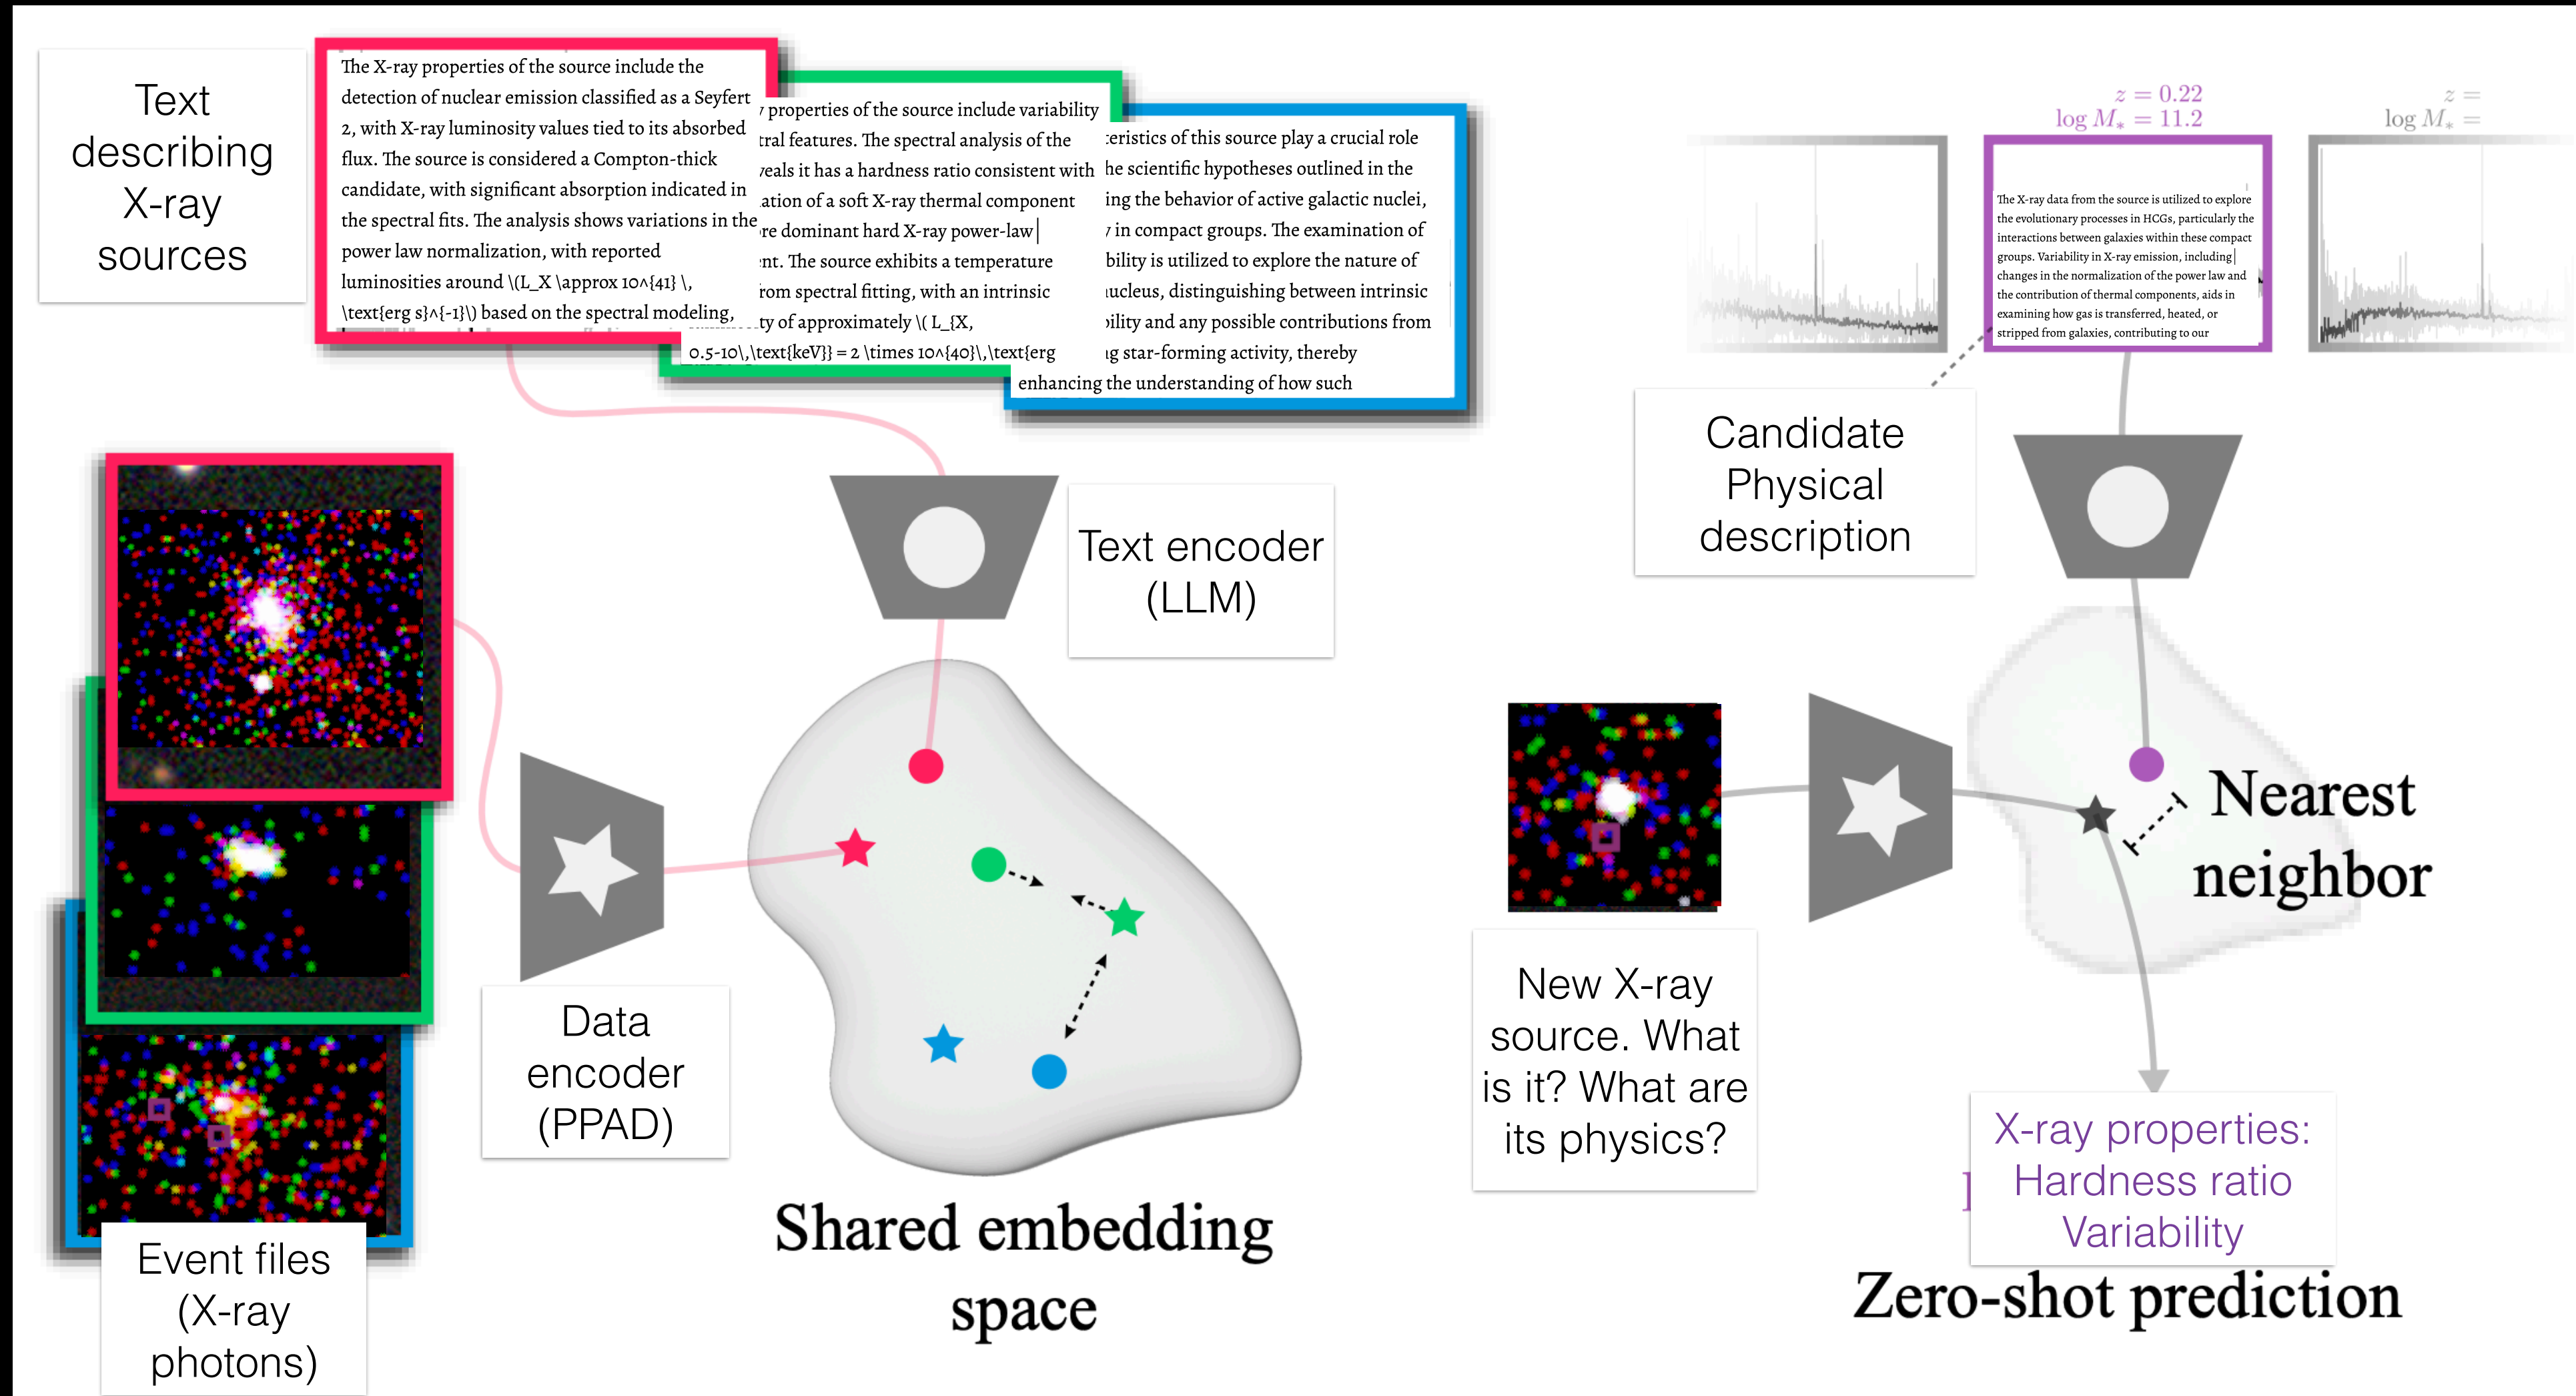 Text
describing
X-ray
sources
The X-ray properties of the source include the
detection of nuclear emission classified as a Seyfert
2, with X-ray luminosity values tied to its absorbed
flux. The source is considered a Compton-thick
candidate, with significant absorption indicated in
the spectral fits. The analysis shows variations in the
power law normalization, with reported
luminosities around \(L_X \approx 10^{41} \,
\text{erg s}^{-1}\) based on the spectral modeling,
properties of the source include variability
tral features. The spectral analysis of the
veals it has a hardness ratio consistent with
ation of a soft X-ray thermal component
re dominant hard X-ray power-law
ent. The source exhibits a temperature
rom spectral fitting, with an intrinsic
ty of approximately \( L_{X,
0.5-10\,\text{keV}} = 2 \times 10^{40}\,\text{erg
teristics of this source play a crucial role
he scientific hypotheses outlined in the
ing the behavior of active galactic nuclei,
in compact groups. The examination of
bility is utilized to explore the nature of
ucleus, distinguishing between intrinsic
bility and any possible contributions from
g star-forming activity, thereby
enhancing the understanding of how such
z = 0.22
log M* = 11.2
z =
log M* =
The X-ray data from the source is utilized to explore
the evolutionary processes in HCGs, particularly the
interactions between galaxies within these compact
groups. Variability in X-ray emission, including
changes in the normalization of the power law and
the contribution of thermal components, aids in
examining how gas is transferred, heated, or
stripped from galaxies, contributing to our
Candidate
Physical
description
Text encoder
(LLM)
Data
encoder
(PPAD)
Event files
(X-ray
photons)
Shared embedding
space
New X-ray
source. What
is it? What are
its physics?
Nearest
neighbor
X-ray properties:
Hardness ratio
Variability
Zero-shot prediction